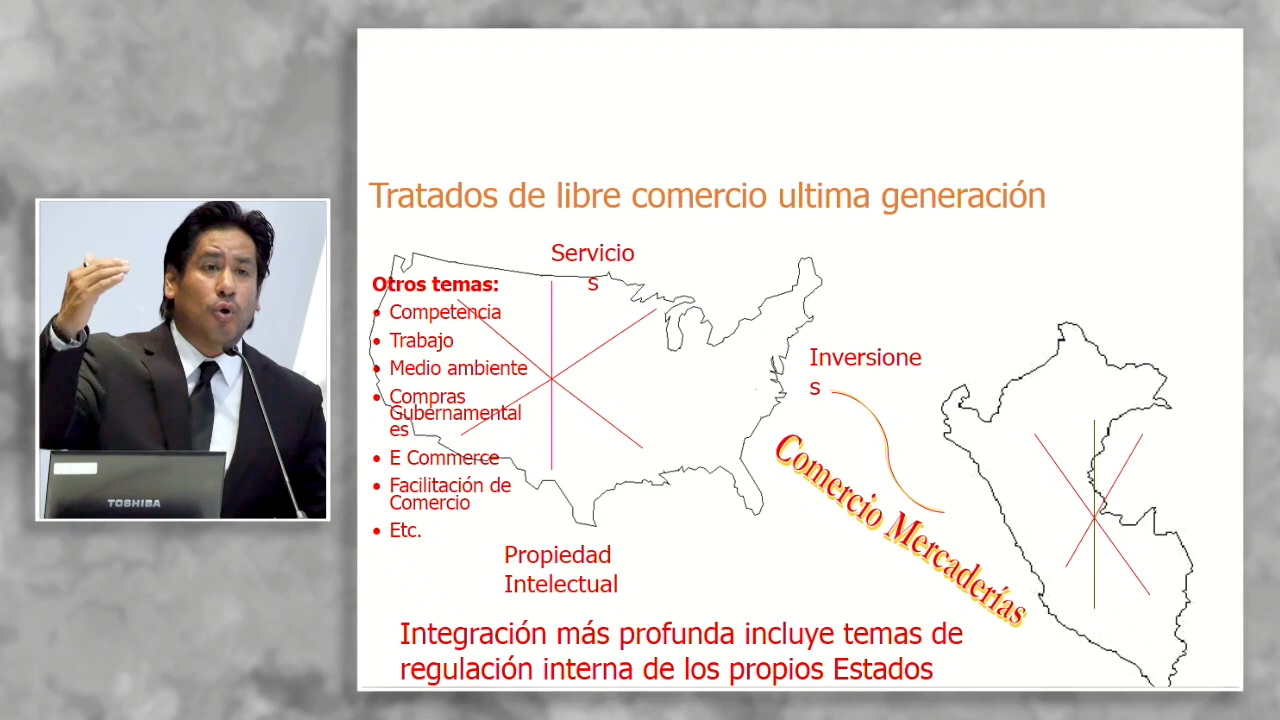 Tratados de libre comercio ultima generación
Servicio
s
Otros temas:
• Competencia
• Trabajo
• Medio ambiente
• Compras
Gubernamental
es
• E Commerce
• Facilitación de
Comercio
• Etc.
Inversione
s
Comercio Mercaderías
Propiedad
Intelectual
Integración más profunda incluye temas de
regulación interna de los propios Estados
TOSHIBA